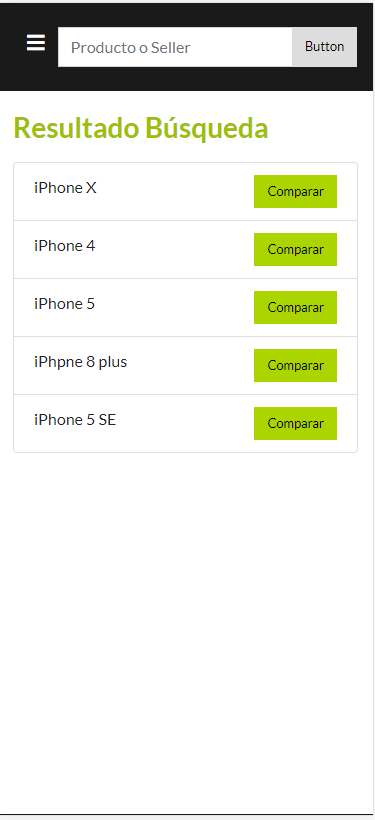 Producto o Seller Button
Resultado Búsqueda
iPhone X Comparar
iPhone 4 Comparar
iPhone 5 Comparar
iPhpne 8 plus Comparar
iPhone 5 SE Comparar